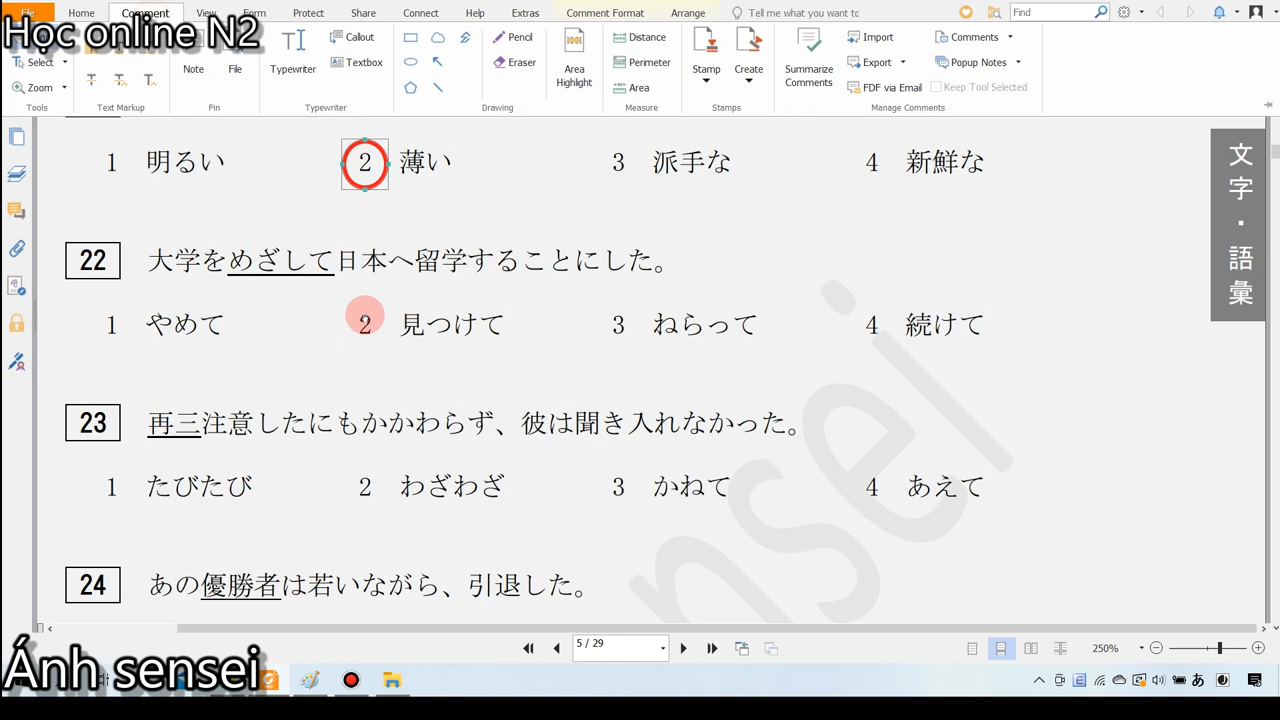 File Home Comment View Form Protect Share Connect Help Extras Comment Format Arrange Tell me what you want to Find
Học online N2
Select
Zoom
Note
File
Typewriter
Callout
Textbox
Pencil
Eraser
Area Highlight
Distance
Perimeter
Area
Stamp
Create
Summarize Comments
Import
Export
FDF via Email
Comments
Popup Notes
Keep Tool Selected
Tools Text Markup Pin Typewriter Drawing Measure Stamps Manage Comments
1 明るい 2 薄い 3 派手な 4 新鮮な
文字・語彙
22 大学をめざして日本へ留学することにした。
1 やめて 2 見つけて 3 ねらって 4 続けて
23 再三注意したにもかかわらず、彼は聞き入れなかった。
1 たびたび 2 わざわざ 3 かねて 4 あえて
24 あの優勝者は若いながら、引退した。
nsei
5 / 29
250%
Ánh sensei
あ